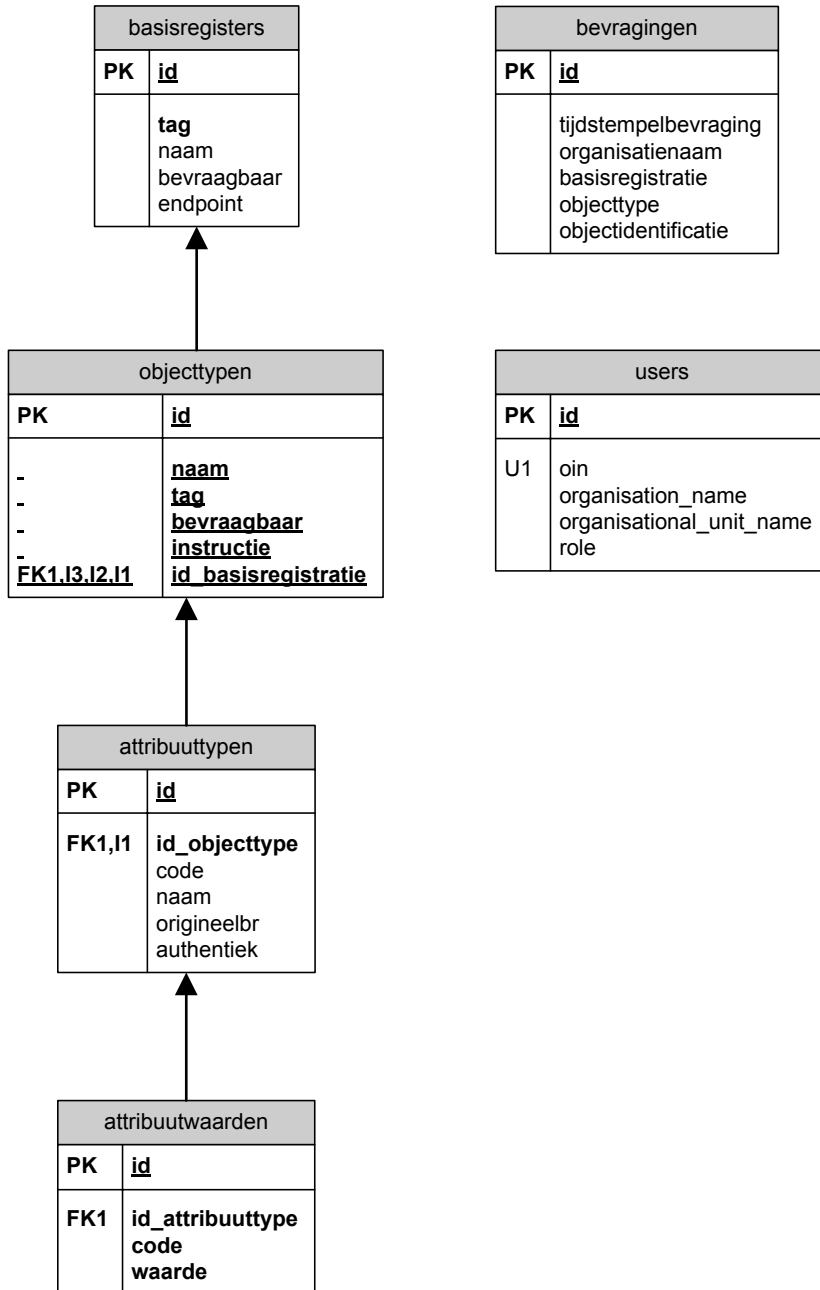 basisregisters
PK id
tag
naam
bevraagbaar
endpoint
bevragingen
PK id
tijdstempelbevraging
organisatienaam
basisregistratie
objecttype
objectidentificatie
objecttypen
PK id
naam
tag
bevraagbaar
instructie
FK1,I3,I2,I1 id_basisregistratie
users
PK id
U1 oin
organisation_name
organisational_unit_name
role
attribuuttypen
PK id
FK1,I1 id_objecttype
code
naam
origineelbr
authentiek
attribuutwaarden
PK id
FK1 id_attribuuttype
code
waarde